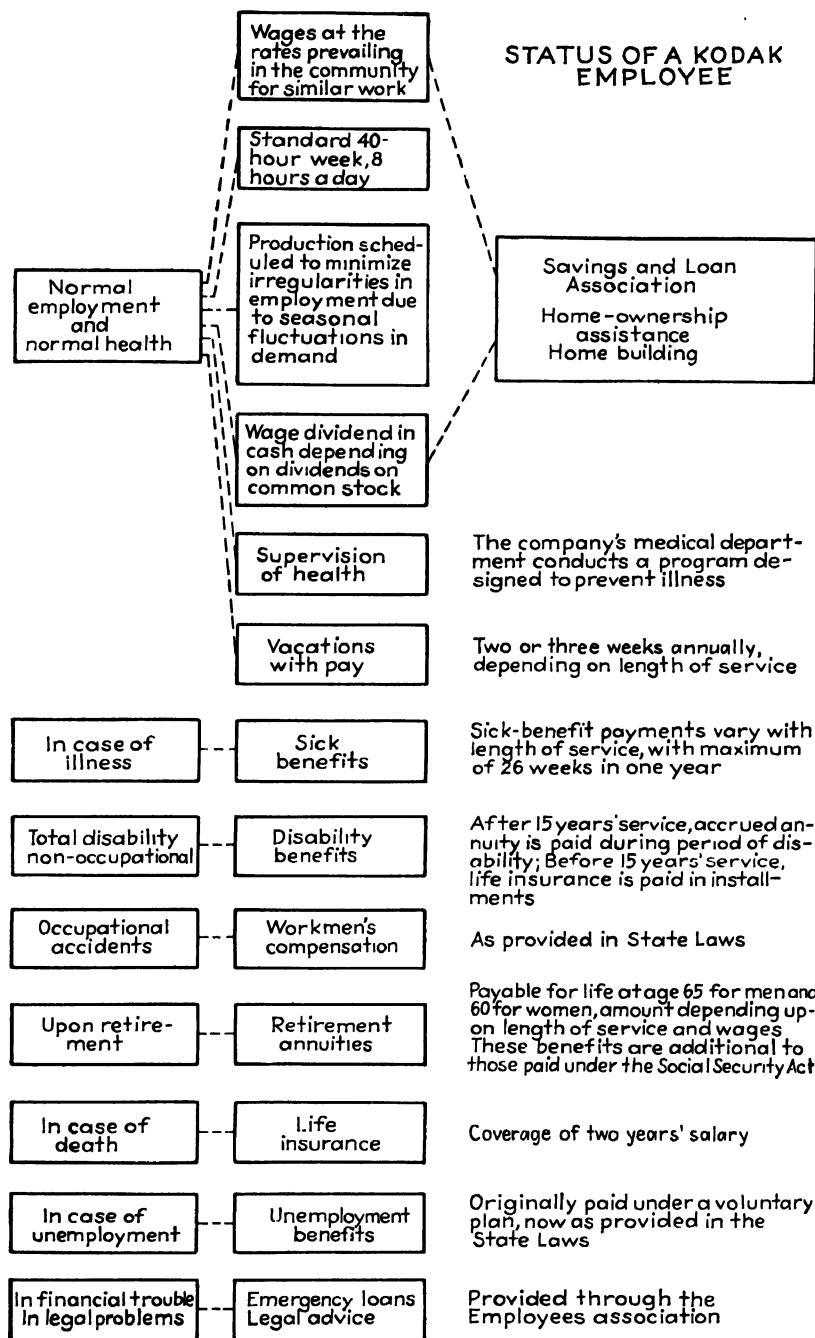 STATUS OF A KODAK
EMPLOYEE
Wages at the
rates prevailing
in the community
for similar work
Standard 40-
hour week, 8
hours a day
Normal
employment
and
normal health
Production sched-
uled to minimize
irregularities in
employment due
to seasonal
fluctuations in
demand
Savings and Loan
Association
Home-ownership
assistance
Home building
Wage dividend in
cash depending
on dividends on
common stock
Supervision
of health
The company's medical depart-
ment conducts a program de-
signed to prevent illness
Vacations
with pay
Two or three weeks annually,
depending on length of service
In case of
illness
Sick
benefits
Sick-benefit payments vary with
length of service, with maximum
of 26 weeks in one year
Total disability
non-occupational
Disability
benefits
After 15 years' service, accrued an-
nuity is paid during period of dis-
ability; Before 15 years' service,
life insurance is paid in install-
ments
Occupational
accidents
Workmen's
compensation
As provided in State Laws
Upon retire-
ment
Retirement
annuities
Payable for life at age 65 for men and
60 for women, amount depending up-
on length of service and wages
These benefits are additional to
those paid under the Social Security Act
In case of
death
Life
insurance
Coverage of two years' salary
In case of
unemployment
Unemployment
benefits
Originally paid under a voluntary
plan, now as provided in the
State Laws
In financial trouble
In legal problems
Emergency loans
Legal advice
Provided through the
Employees association